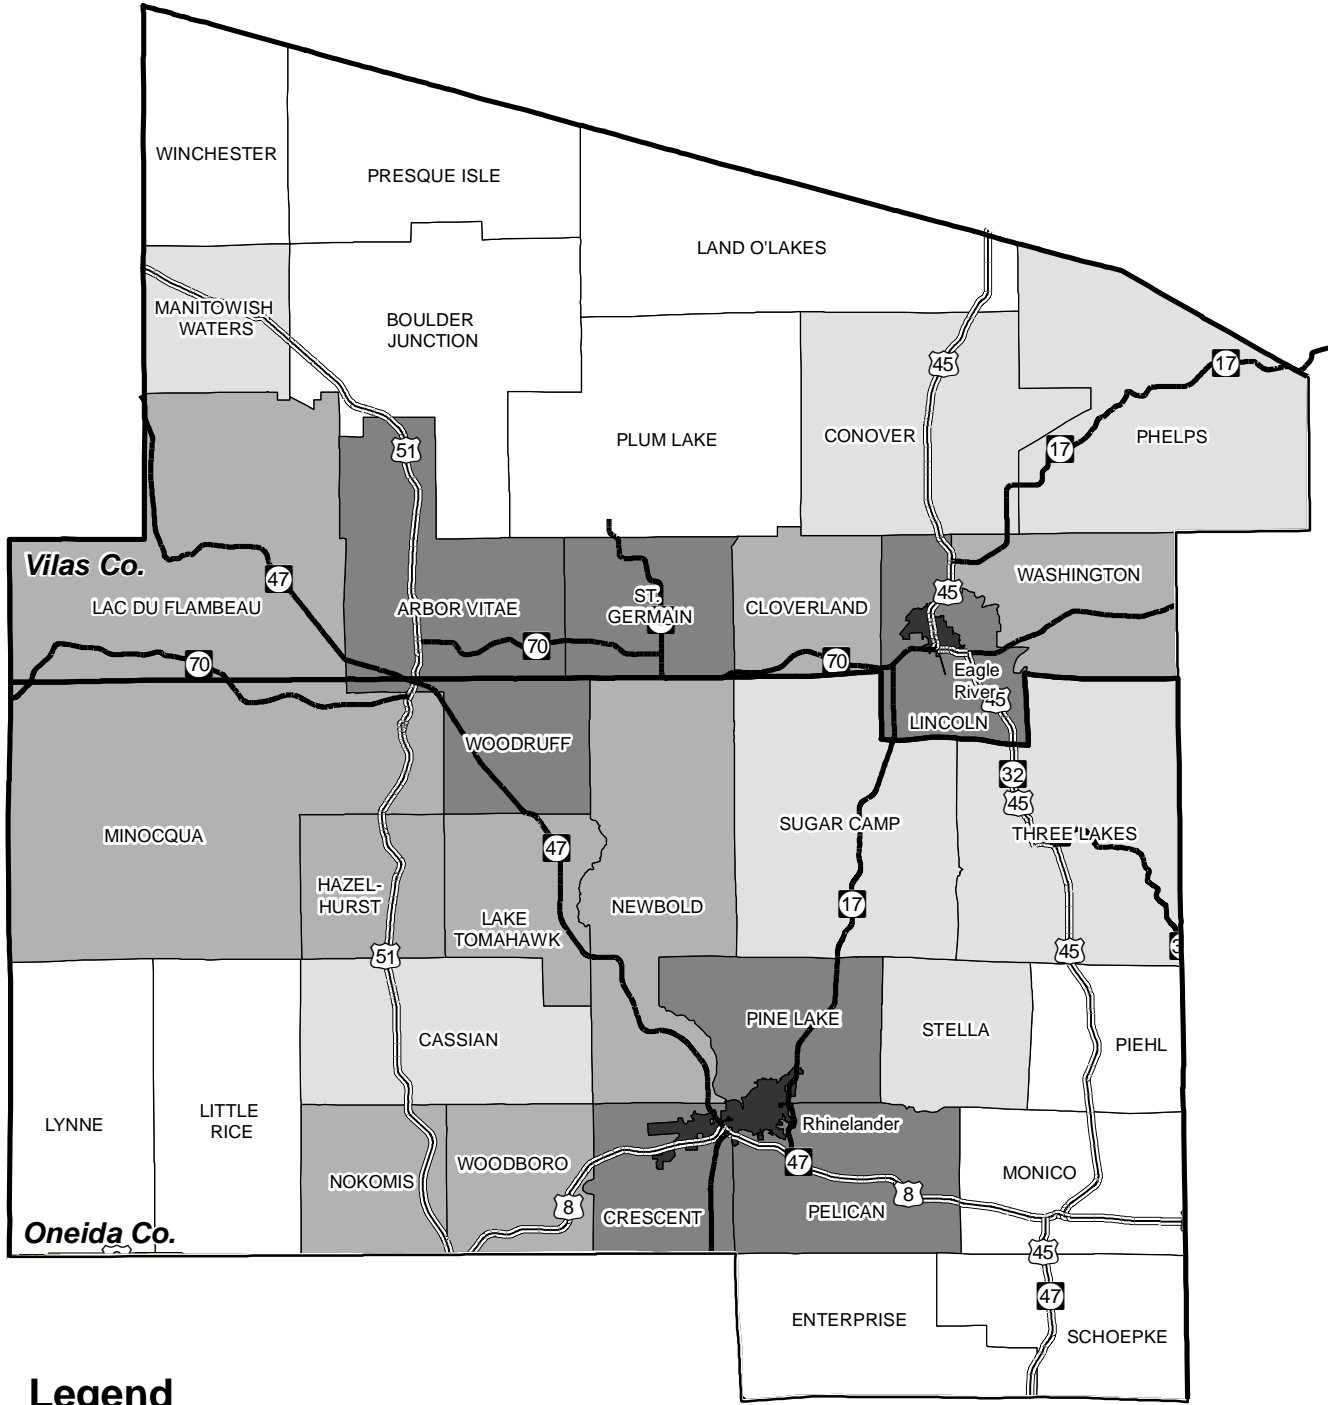 WINCHESTER
PRESQUE ISLE
LAND O'LAKES
MANITOWISH
WATERS
BOULDER
JUNCTION
45
17
PLUM LAKE
CONOVER
PHELPS
51
17
Vilas Co.
47
LAC DU FLAMBEAU
ARBOR VITAE
ST.
GERMAIN
CLOVERLAND
WASHINGTON
45
70
70
70
Eagle
River
45
LINCOLN
WOODRUFF
32
45
MINOCQUA
SUGAR CAMP
THREE LAKES
47
HAZEL-
HURST
LAKE
TOMAHAWK
NEWBOLD
17
51
45
CASSIAN
PINE LAKE
STELLA
PIEHL
LYNNE
LITTLE
RICE
Rhinelander
NOKOMIS
WOODBORO
47
MONICO
8
8
CRESCENT
PELICAN
Oneida Co.
45
47
ENTERPRISE
SCHOEPKE
Legend